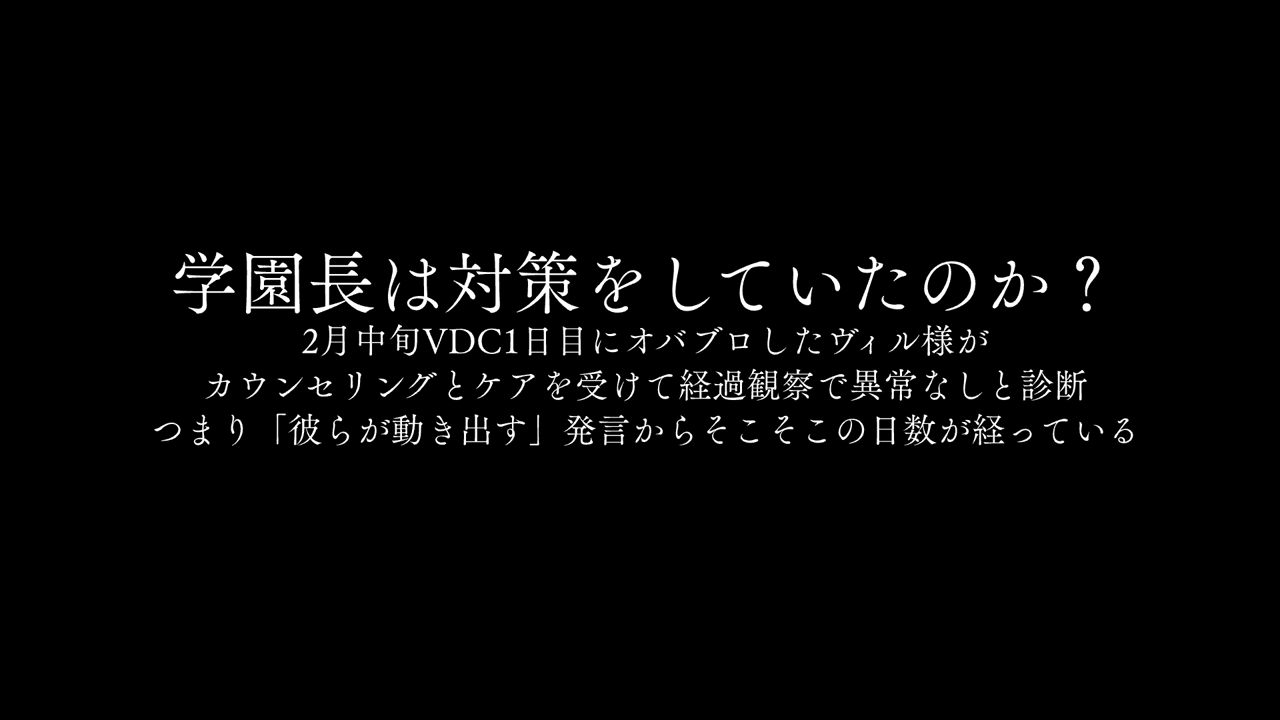 学園長は対策をしていたのか？
2月中旬VDC1日目にオバブロしたヴィル様が
カウンセリングとケアを受けて経過観察で異常なしと診断
つまり「彼らが動き出す」発言からそこそこの日数が経っている